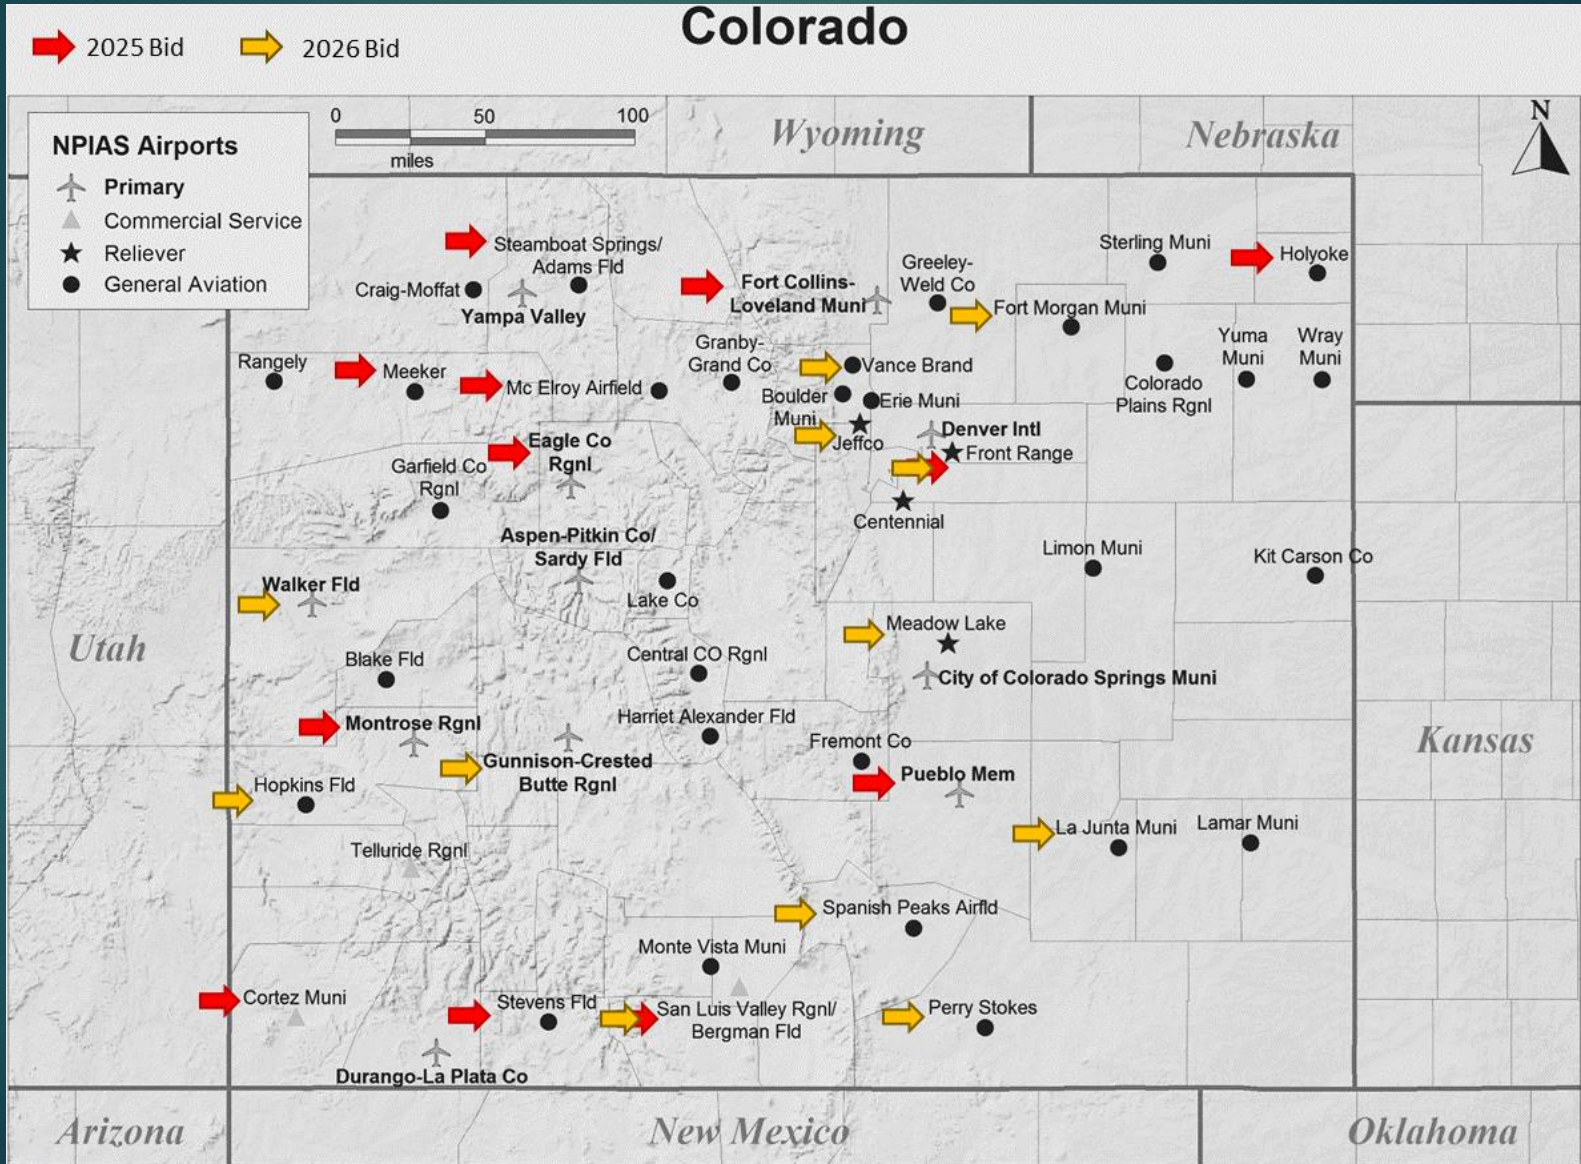 Colorado
2025 Bid
2026 Bid
0 50 100
miles
NPIAS Airports
Primary
Commercial Service
Reliever
General Aviation
N
Wyoming
Nebraska
Utah
Kansas
Arizona
New Mexico
Oklahoma
Steamboat Springs/
Adams Fld
Craig-Moffat
Yampa Valley
Fort Collins-
Loveland Muni
Greeley-
Weld Co
Sterling Muni
Holyoke
Fort Morgan Muni
Rangely
Meeker
Mc Elroy Airfield
Granby-
Grand Co
Vance Brand
Boulder
Muni
Erie Muni
Jeffco
Colorado
Plains Rgnl
Yuma
Muni
Wray
Muni
Denver Intl
Front Range
Centennial
Eagle Co
Rgnl
Garfield Co
Rgnl
Aspen-Pitkin Co/
Sardy Fld
Lake Co
Limon Muni
Kit Carson Co
Walker Fld
Blake Fld
Central CO Rgnl
Meadow Lake
City of Colorado Springs Muni
Montrose Rgnl
Harriet Alexander Fld
Fremont Co
Gunnison-Crested
Butte Rgnl
Pueblo Mem
Hopkins Fld
Telluride Rgnl
La Junta Muni
Lamar Muni
Spanish Peaks Airfld
Monte Vista Muni
Cortez Muni
Stevens Fld
San Luis Valley Rgnl/
Bergman Fld
Perry Stokes
Durango-La Plata Co